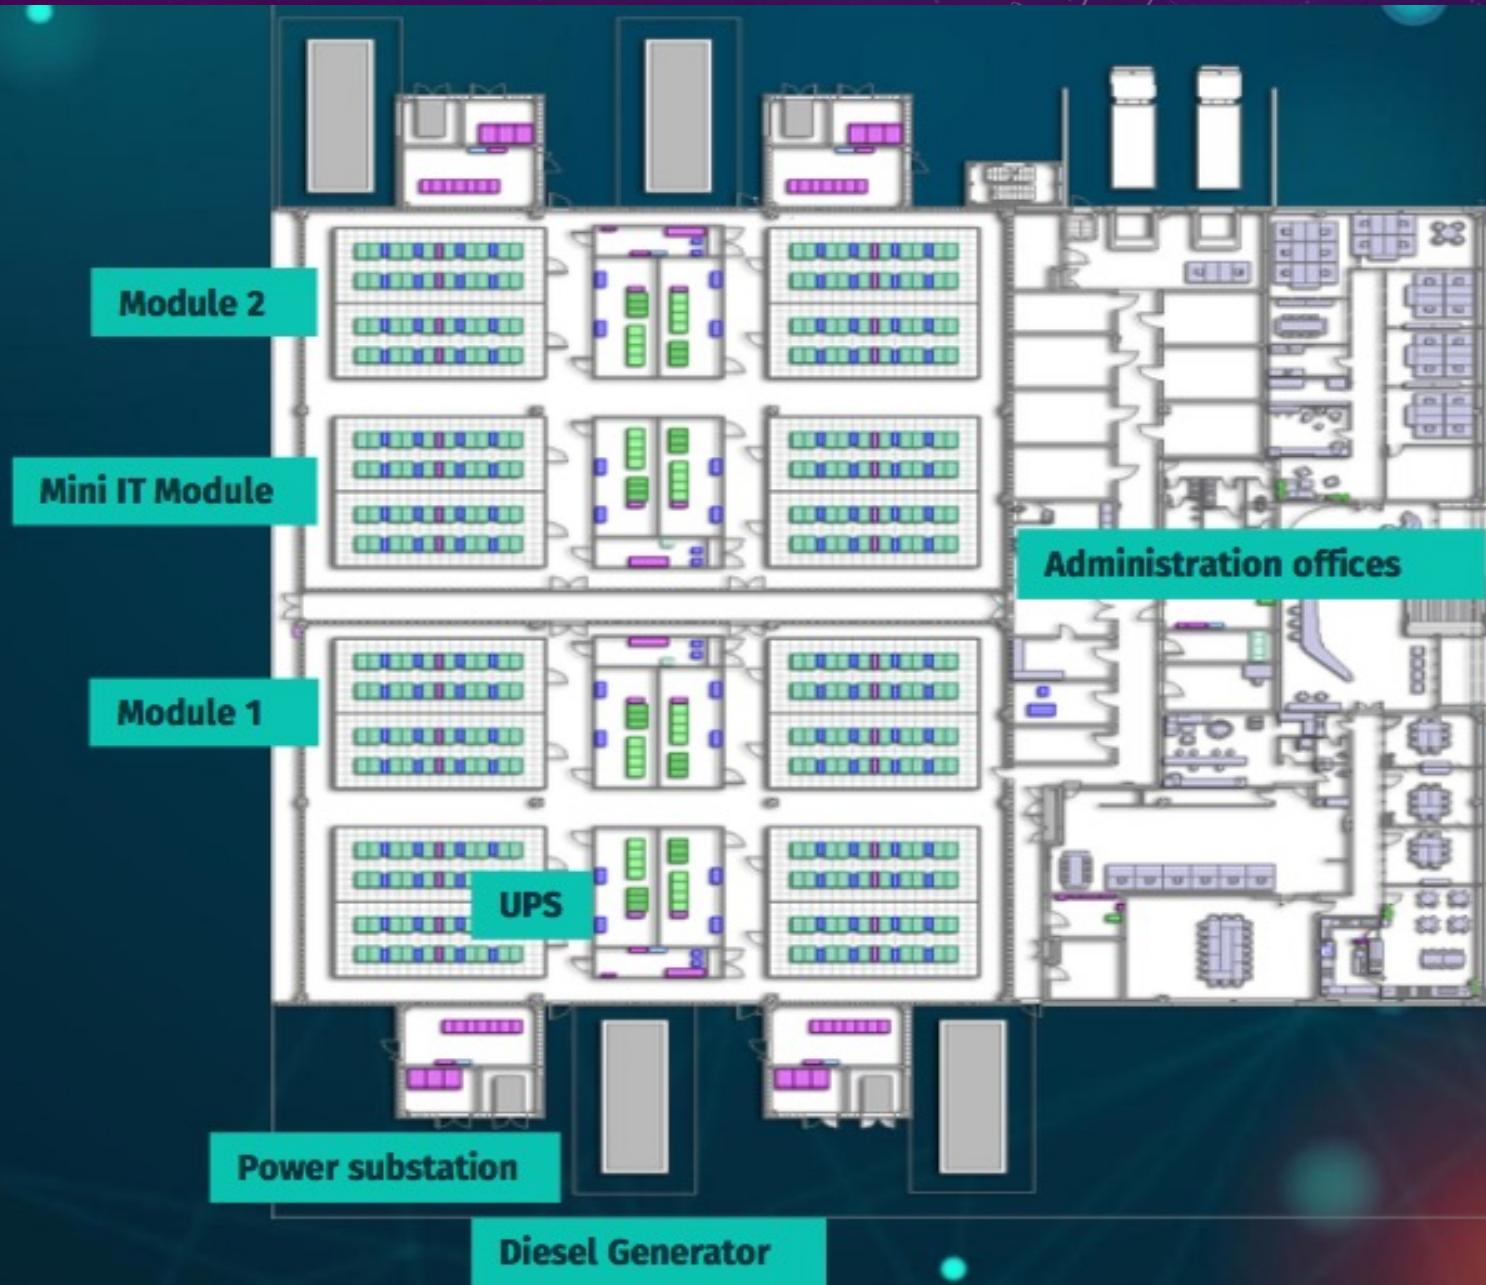 Module 2
Mini IT Module
Administration offices
Module 1
UPS
Power substation
Diesel Generator